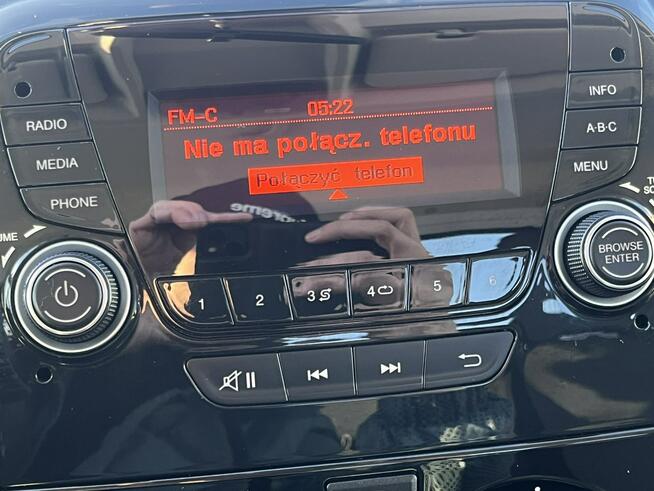 FM-C 05:22
Nie ma połącz. telefonu
Połączyć telefon
RADIO
MEDIA
PHONE
INFO
A·B·C
MENU
BROWSE
ENTER
1 2 3 4 5 6